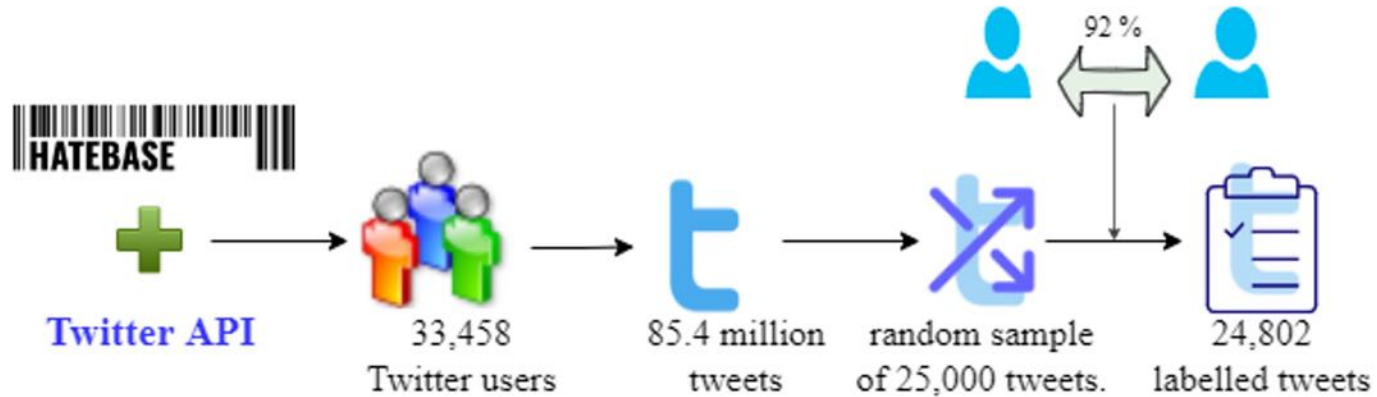 92 %
HATEBASE
Twitter API
33,458
Twitter users
85.4 million
tweets
random sample
of 25,000 tweets.
24,802
labelled tweets